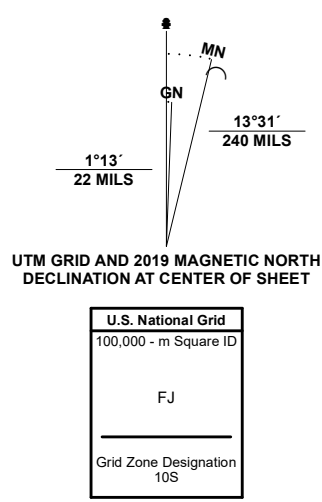 MN
GN
13°31´
240 MILS
1°13´
22 MILS
UTM GRID AND 2019 MAGNETIC NORTH
DECLINATION AT CENTER OF SHEET
U.S. National Grid
100,000 - m Square ID
FJ
Grid Zone Designation
10S